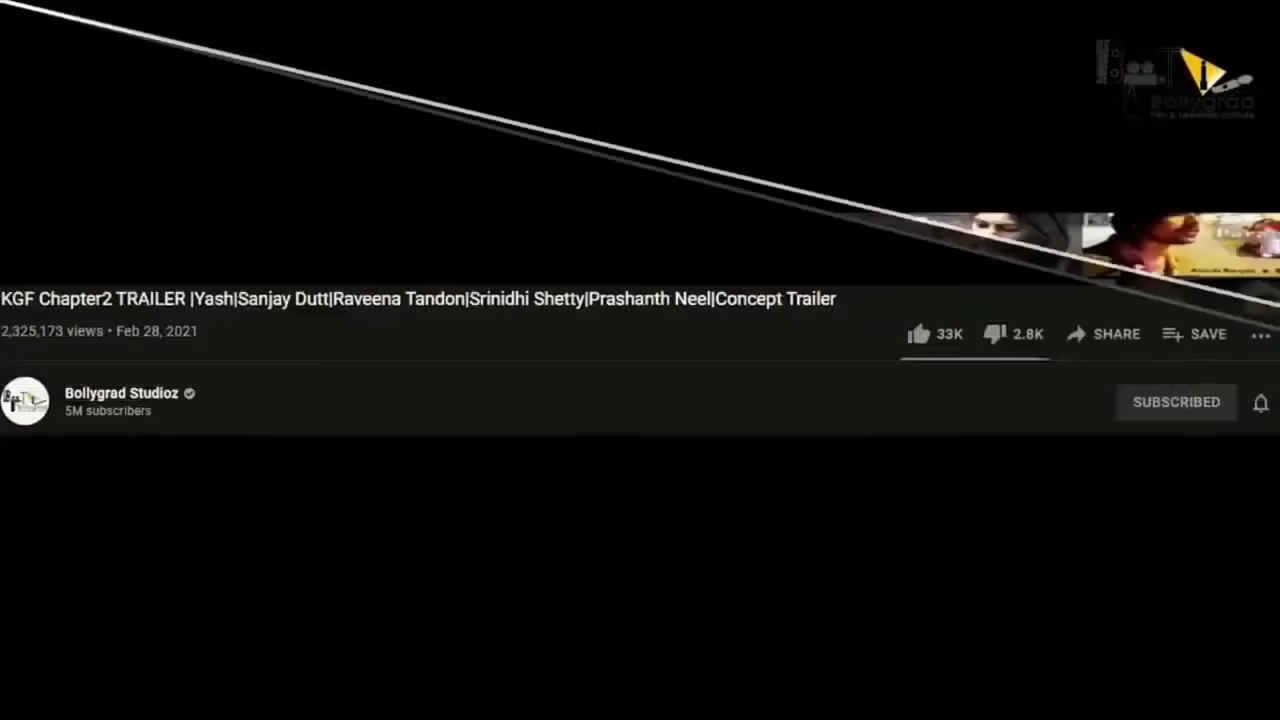 Bollygrad
KGF Chapter2 TRAILER |Yash|Sanjay Dutt|Raveena Tandon|Srinidhi Shetty|Prashanth Neel|Concept Trailer
2,325,173 views • Feb 28, 2021
33K
2.8K
SHARE
SAVE
Bollygrad Studioz
5M subscribers
SUBSCRIBED